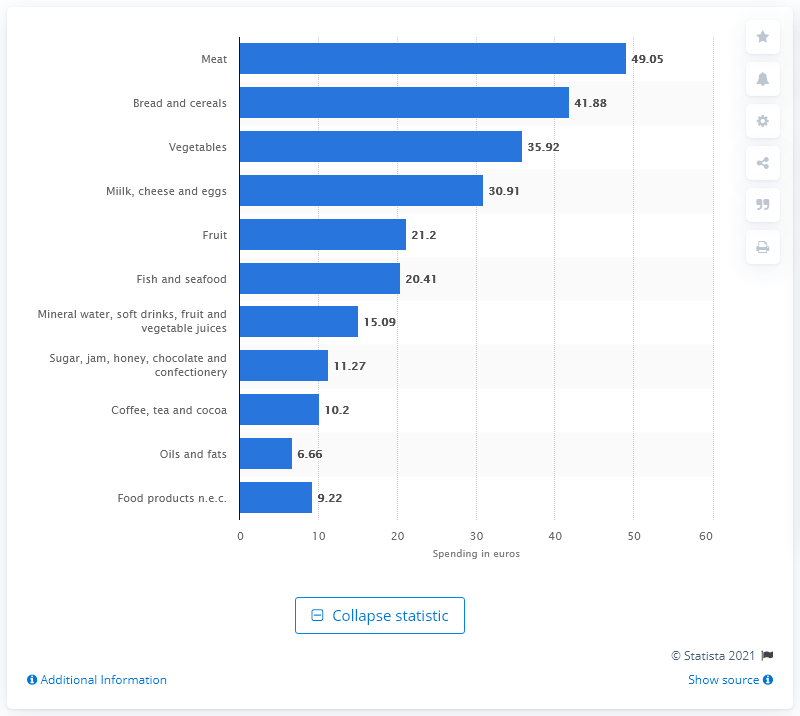 Meat
49.05
Bread and cereals
41.88
Vegetables
35.92
Miilk, cheese and eggs
30.91
Fruit
21.2
Fish and seafood
20.41
Mineral water, soft drinks, fruit and
vegetable juices
15.09
Sugar, jam, honey, chocolate and
confectionery
11.27
Coffee, tea and cocoa
10.2
Oils and fats
6.66
Food products n.e.c.
9.22
0 10 20 30 40 50 60
Spending in euros
Collapse statistic
© Statista 2021
Additional Information
Show source